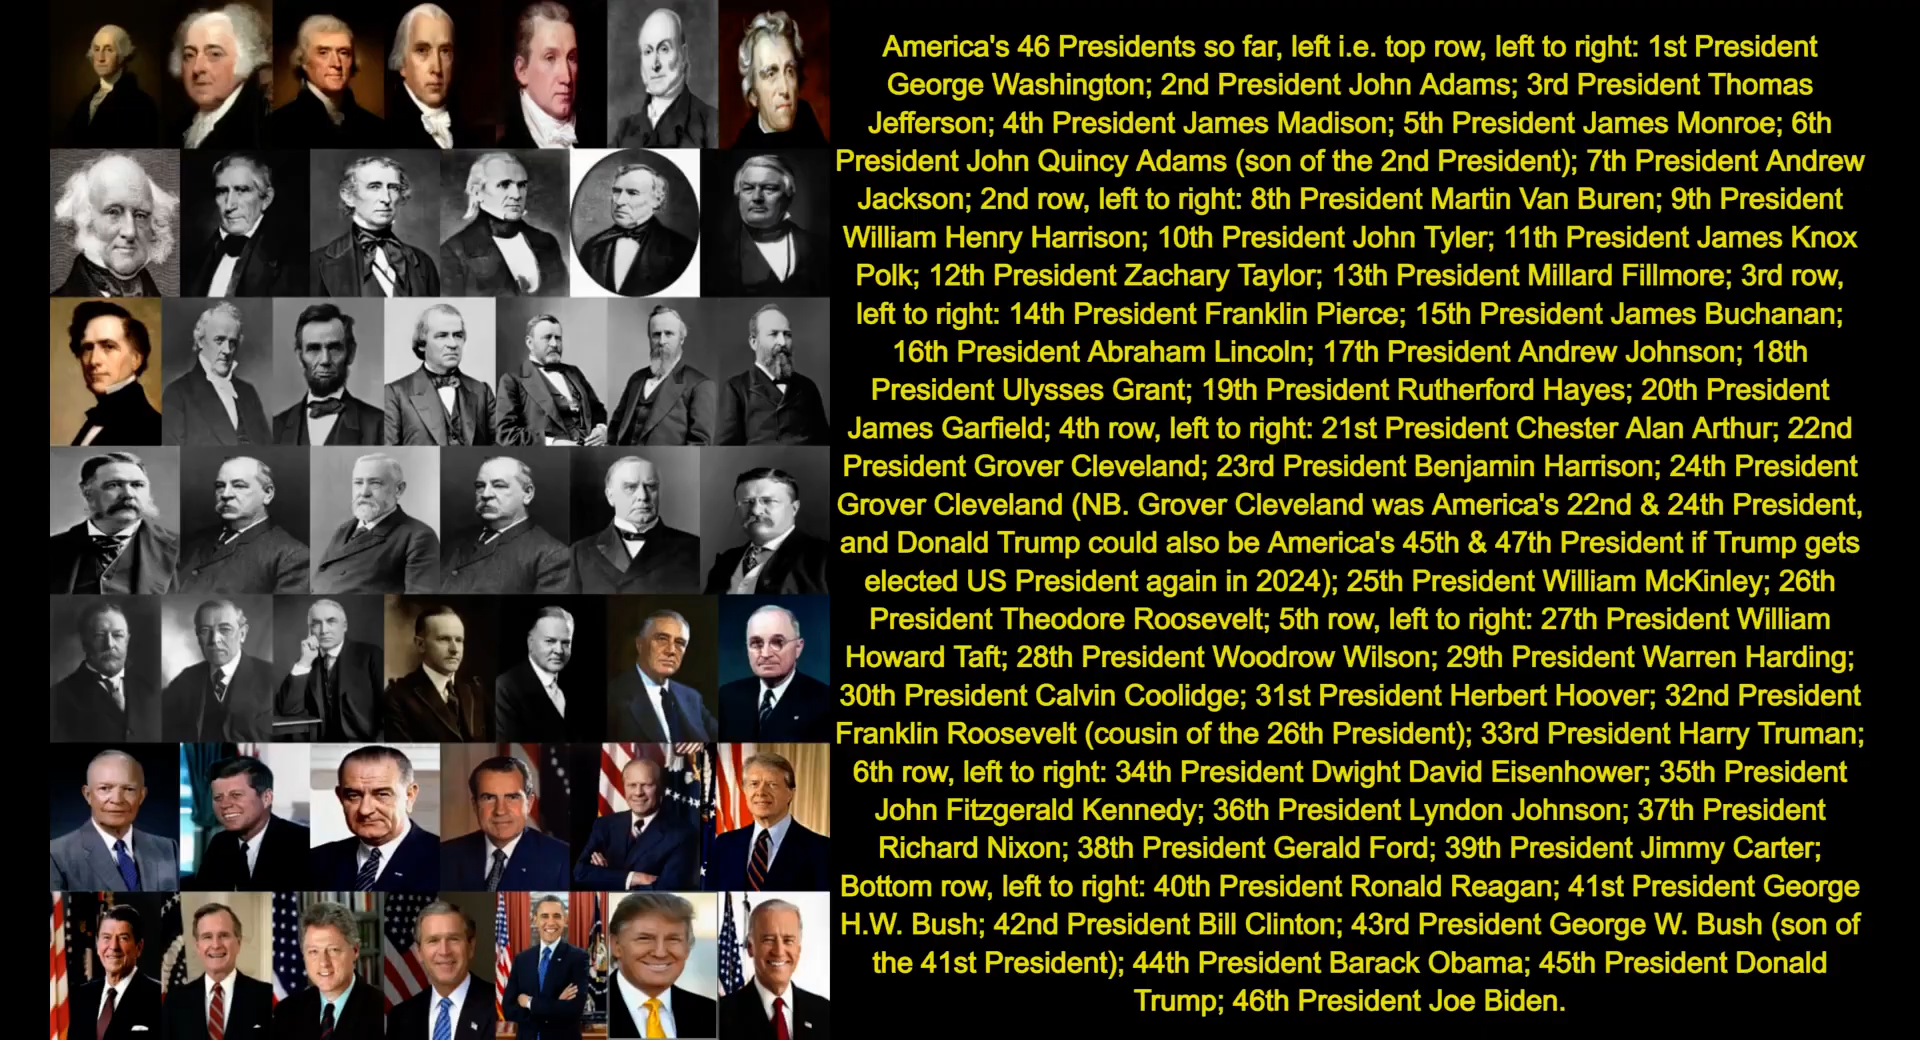 America's 46 Presidents so far, left i.e. top row, left to right: 1st President
George Washington; 2nd President John Adams; 3rd President Thomas
Jefferson; 4th President James Madison; 5th President James Monroe; 6th
President John Quincy Adams (son of the 2nd President); 7th President Andrew
Jackson; 2nd row, left to right: 8th President Martin Van Buren; 9th President
William Henry Harrison; 10th President John Tyler; 11th President James Knox
Polk; 12th President Zachary Taylor; 13th President Millard Fillmore; 3rd row,
left to right: 14th President Franklin Pierce; 15th President James Buchanan;
16th President Abraham Lincoln; 17th President Andrew Johnson; 18th
President Ulysses Grant; 19th President Rutherford Hayes; 20th President
James Garfield; 4th row, left to right: 21st President Chester Alan Arthur; 22nd
President Grover Cleveland; 23rd President Benjamin Harrison; 24th President
Grover Cleveland (NB. Grover Cleveland was America's 22nd & 24th President,
and Donald Trump could also be America's 45th & 47th President if Trump gets
elected US President again in 2024); 25th President William McKinley; 26th
President Theodore Roosevelt; 5th row, left to right: 27th President William
Howard Taft; 28th President Woodrow Wilson; 29th President Warren Harding;
30th President Calvin Coolidge; 31st President Herbert Hoover; 32nd President
Franklin Roosevelt (cousin of the 26th President); 33rd President Harry Truman;
6th row, left to right: 34th President Dwight David Eisenhower; 35th President
John Fitzgerald Kennedy; 36th President Lyndon Johnson; 37th President
Richard Nixon; 38th President Gerald Ford; 39th President Jimmy Carter;
Bottom row, left to right: 40th President Ronald Reagan; 41st President George
H.W. Bush; 42nd President Bill Clinton; 43rd President George W. Bush (son of
the 41st President); 44th President Barack Obama; 45th President Donald
Trump; 46th President Joe Biden.